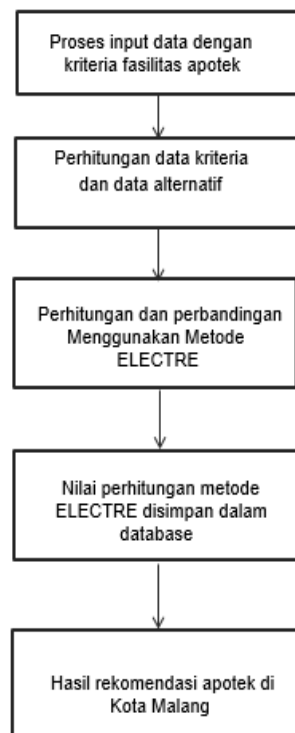 Proses input data dengan
kriteria fasilitas apotek
Perhitungan data kriteria
dan data alternatif
Perhitungan dan perbandingan
Menggunakan Metode
ELECTRE
Nilai perhitungan metode
ELECTRE disimpan dalam
database
Hasil rekomendasi apotek di
Kota Malang